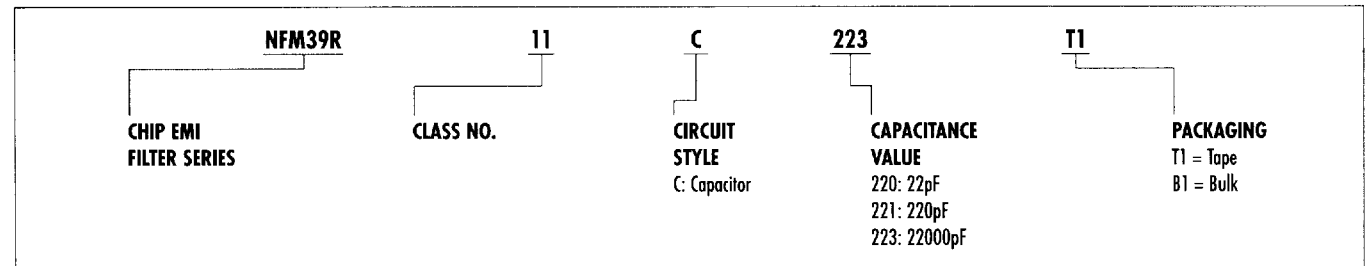 NFM39R 11 C 223 T1
CHIP EMI
FILTER SERIES
CLASS NO.
CIRCUIT
STYLE
C: Capacitor
CAPACITANCE
VALUE
220: 22pF
221: 220pF
223: 22000pF
PACKAGING
T1 = Tape
B1 = Bulk